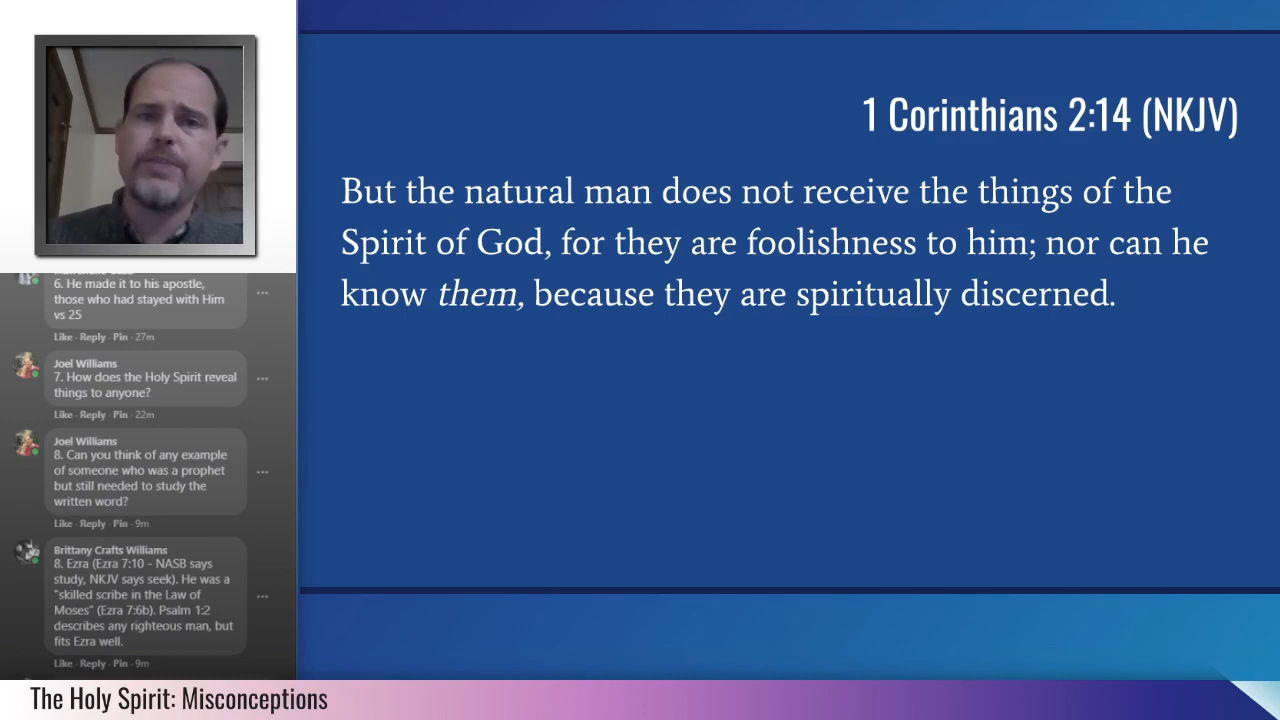 1 Corinthians 2:14 (NKJV)
But the natural man does not receive the things of the
Spirit of God, for they are foolishness to him; nor can he
know them, because they are spiritually discerned.
6. He made it to his apostle,
those who had stayed with Him
vs 25
Like · Reply · Pin · 27m
Joel Williams
7. How does the Holy Spirit reveal
things to anyone?
Like · Reply · Pin · 22m
Joel Williams
8. Can you think of any example
of someone who was a prophet
but still needed to study the
written word?
Like · Reply · Pin · 9m
Brittany Crafts Williams
8. Ezra (Ezra 7:10 - NASB says
study, NKJV says seek). He was a
"skilled scribe in the Law of
Moses" (Ezra 7:6b). Psalm 1:2
describes any righteous man, but
fits Ezra well.
Like · Reply · Pin · 9m
The Holy Spirit: Misconceptions